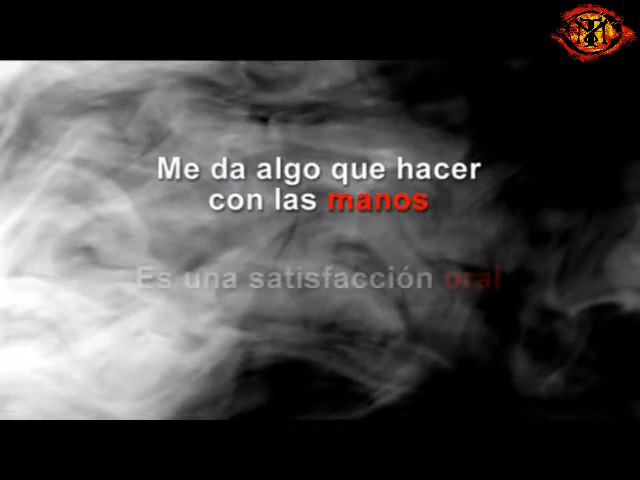 Me da algo que hacer
con las manos
Es una satisfacción oral